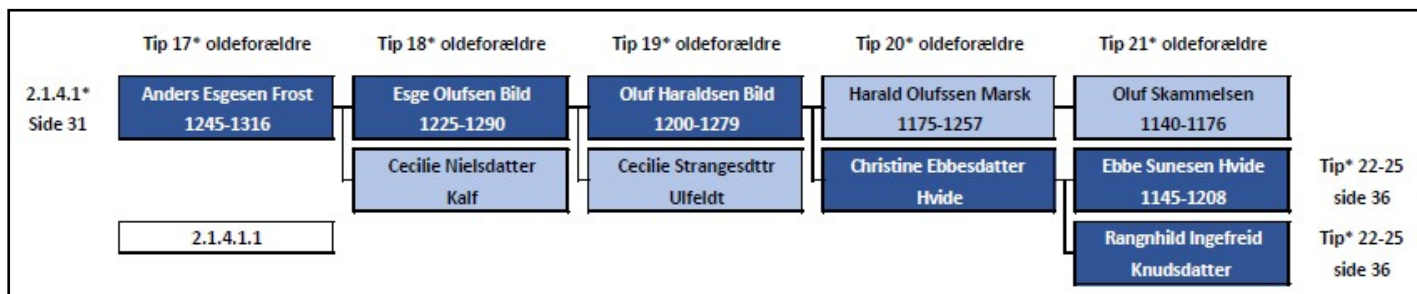 Tip 17* oldeforældre
Tip 18* oldeforældre
Tip 19* oldeforældre
Tip 20* oldeforældre
Tip 21* oldeforældre
2.1.4.1*
Side 31
Anders Esgesen Frost
1245-1316
Esge Olufsen Bild
1225-1290
Oluf Haraldsen Bild
1200-1279
Harald Olufssen Marsk
1175-1257
Oluf Skammelsen
1140-1176
Cecilie Nielsdatter
Kalf
Cecilie Strangesdttr
Ulfeldt
Christine Ebbesdatter
Hvide
Ebbe Sunesen Hvide
1145-1208
Tip* 22-25
side 36
2.1.4.1.1
Rangnhild Ingefreid
Knudsdatter
Tip* 22-25
side 36